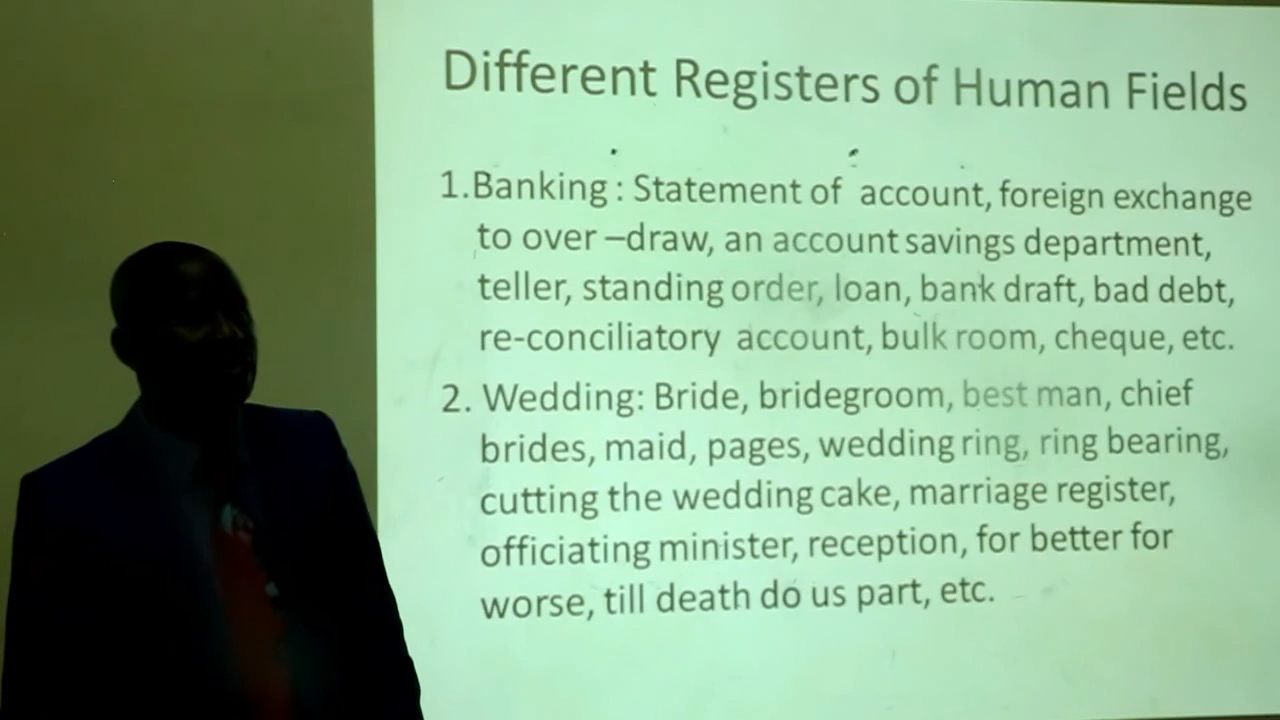 Different Registers of Human Fields
1.Banking : Statement of account, foreign exchange
to over –draw, an account savings department,
teller, standing order, loan, bank draft, bad debt,
re-conciliatory account, bulk room, cheque, etc.
2. Wedding: Bride, bridegroom, best man, chief
brides, maid, pages, wedding ring, ring bearing,
cutting the wedding cake, marriage register,
officiating minister, reception, for better for
worse, till death do us part, etc.